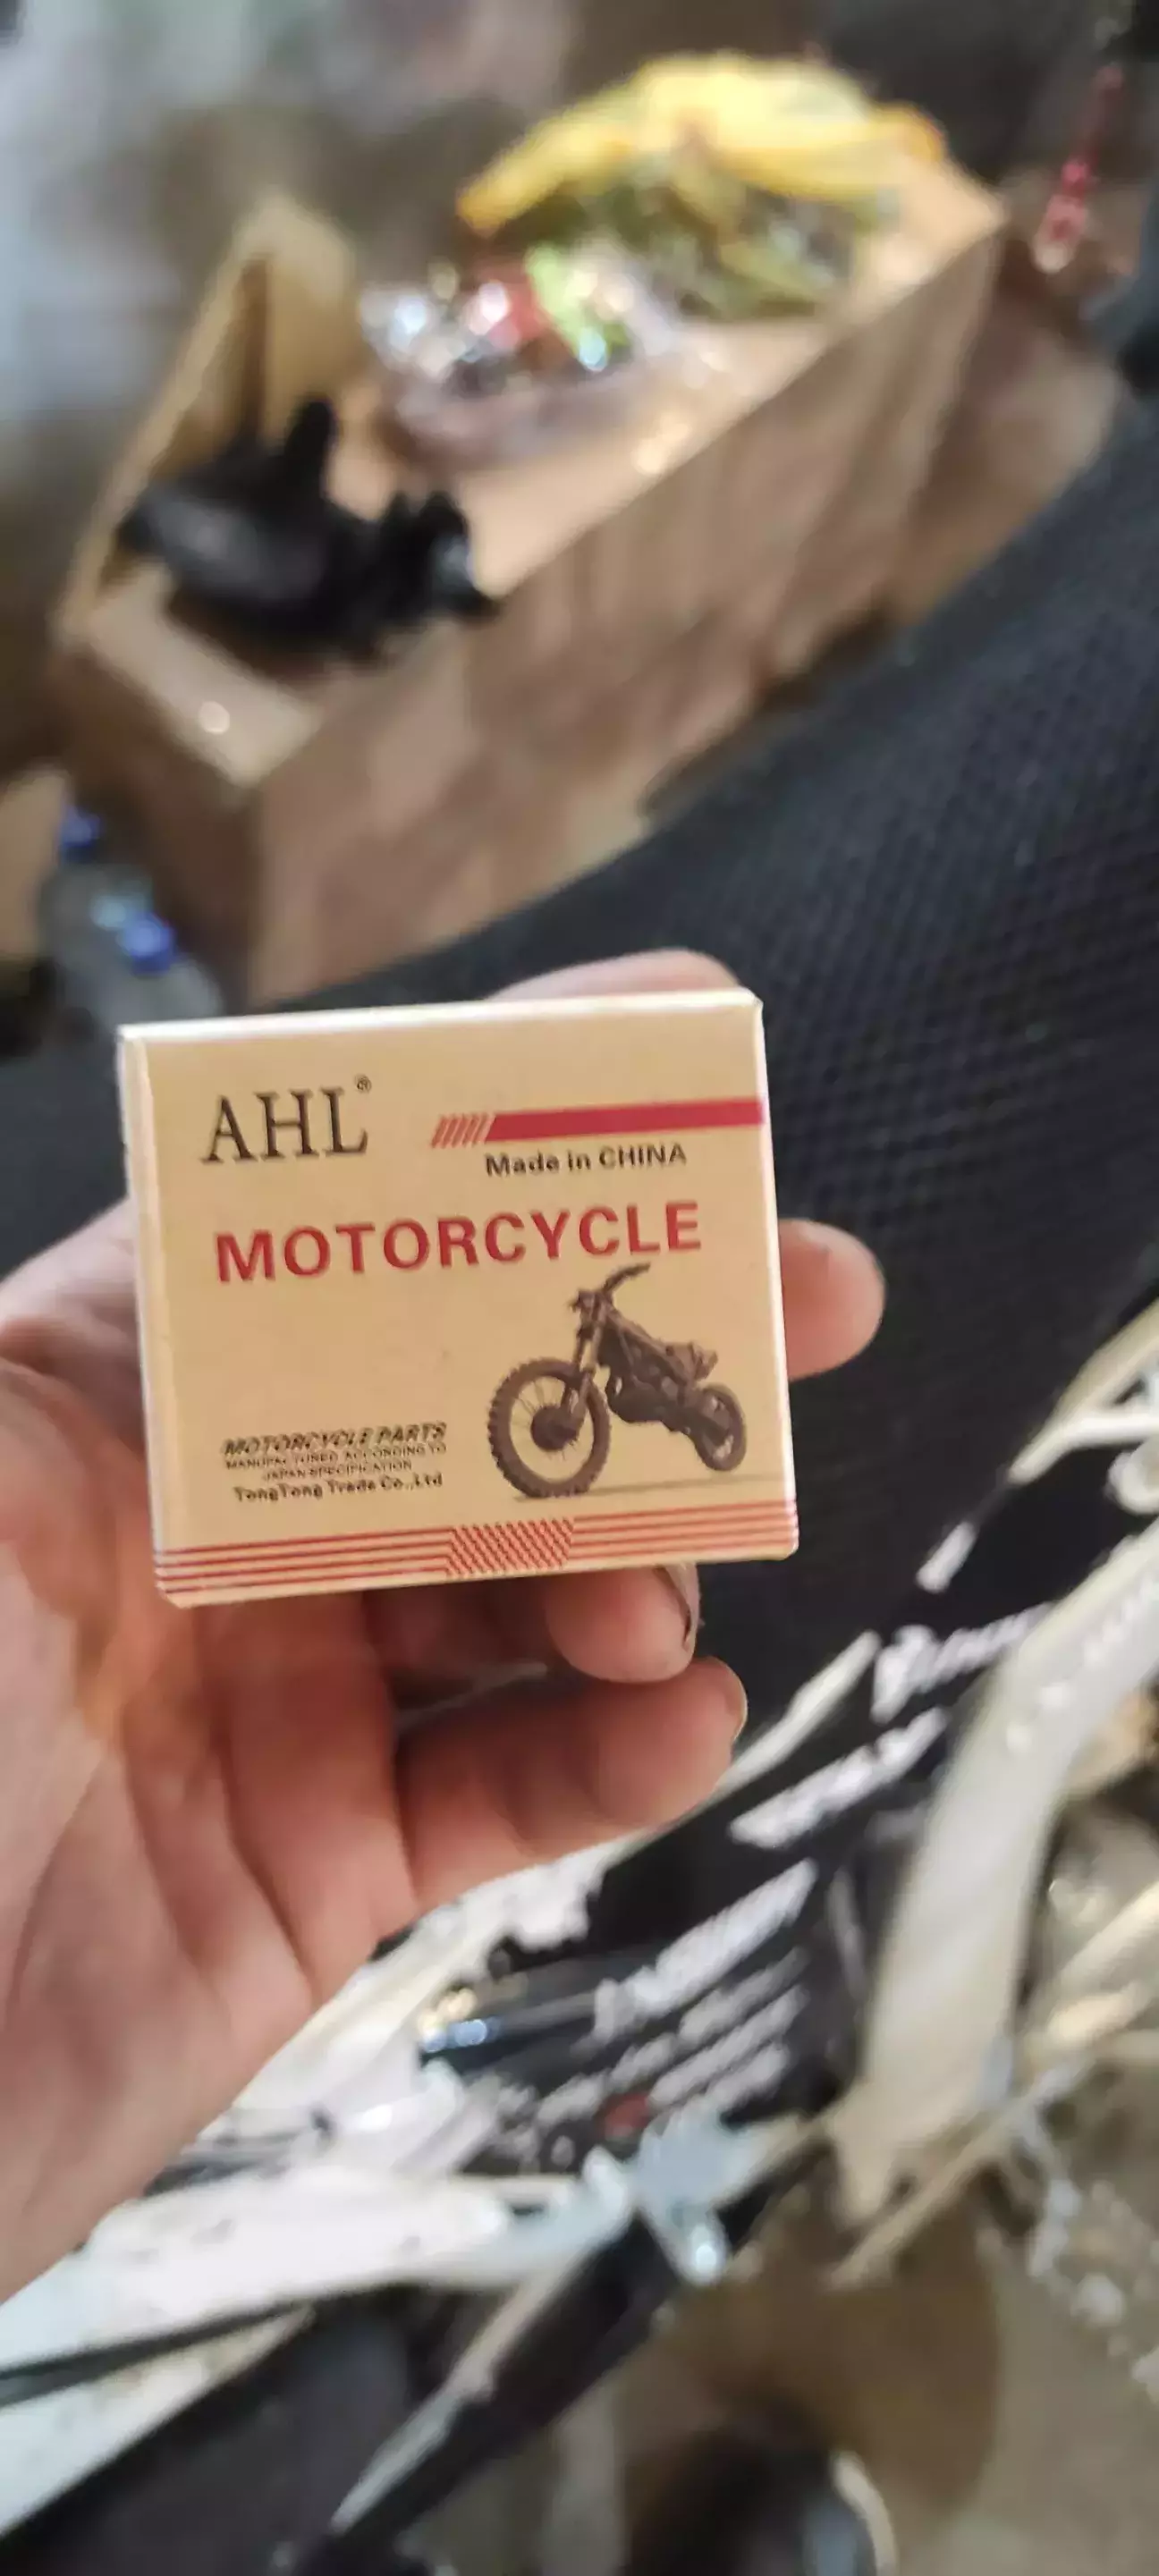 AHL®
Made in CHINA
MOTORCYCLE
MOTORCYCLE PARTS
MANUFACTURED ACCORDING TO
JAPAN SPECIFICATION
TongTong Trade Co.,Ltd